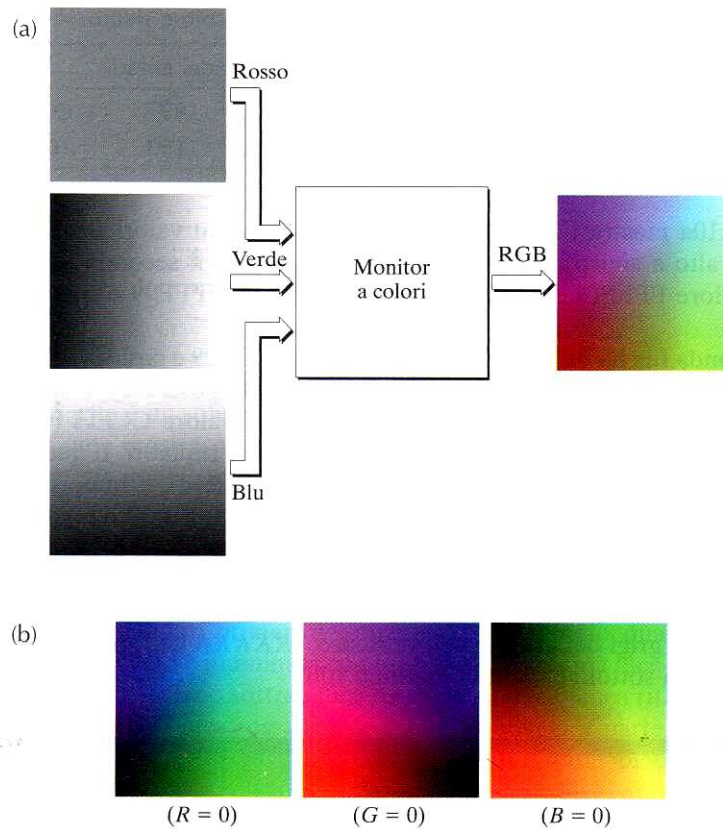 (a)
Rosso
Verde
Monitor
a colori
RGB
Blu
(b)
(R = 0)
(G = 0)
(B = 0)